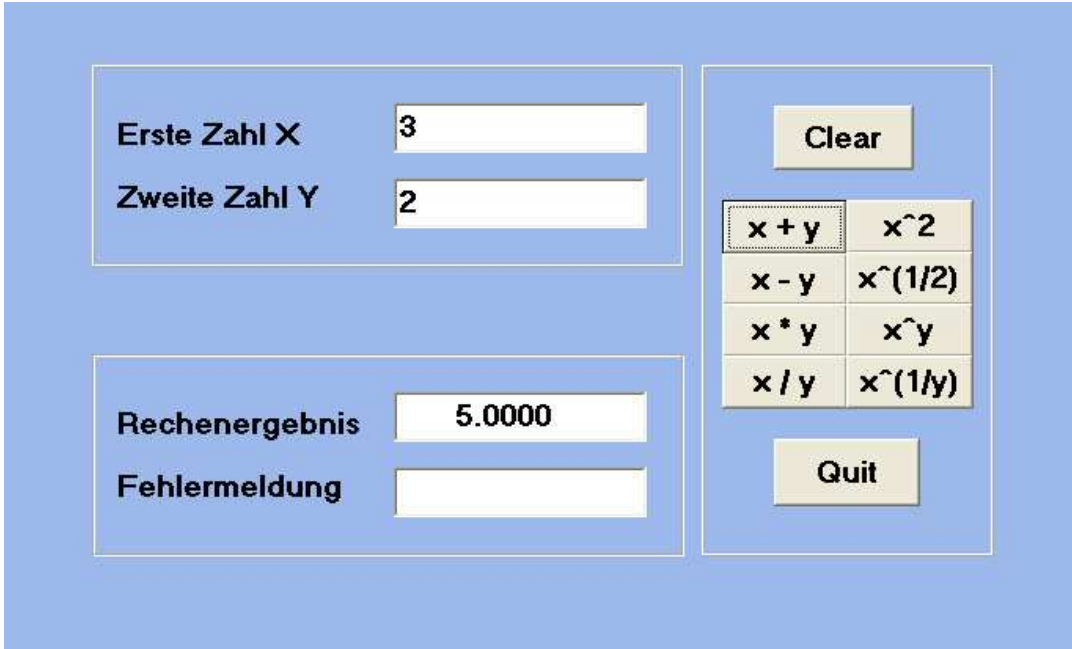 Erste Zahl X
3
Zweite Zahl Y
2
Rechenergebnis
5.0000
Fehlermeldung
Clear
x + y
x^2
x - y
x^(1/2)
x * y
x^y
x / y
x^(1/y)
Quit